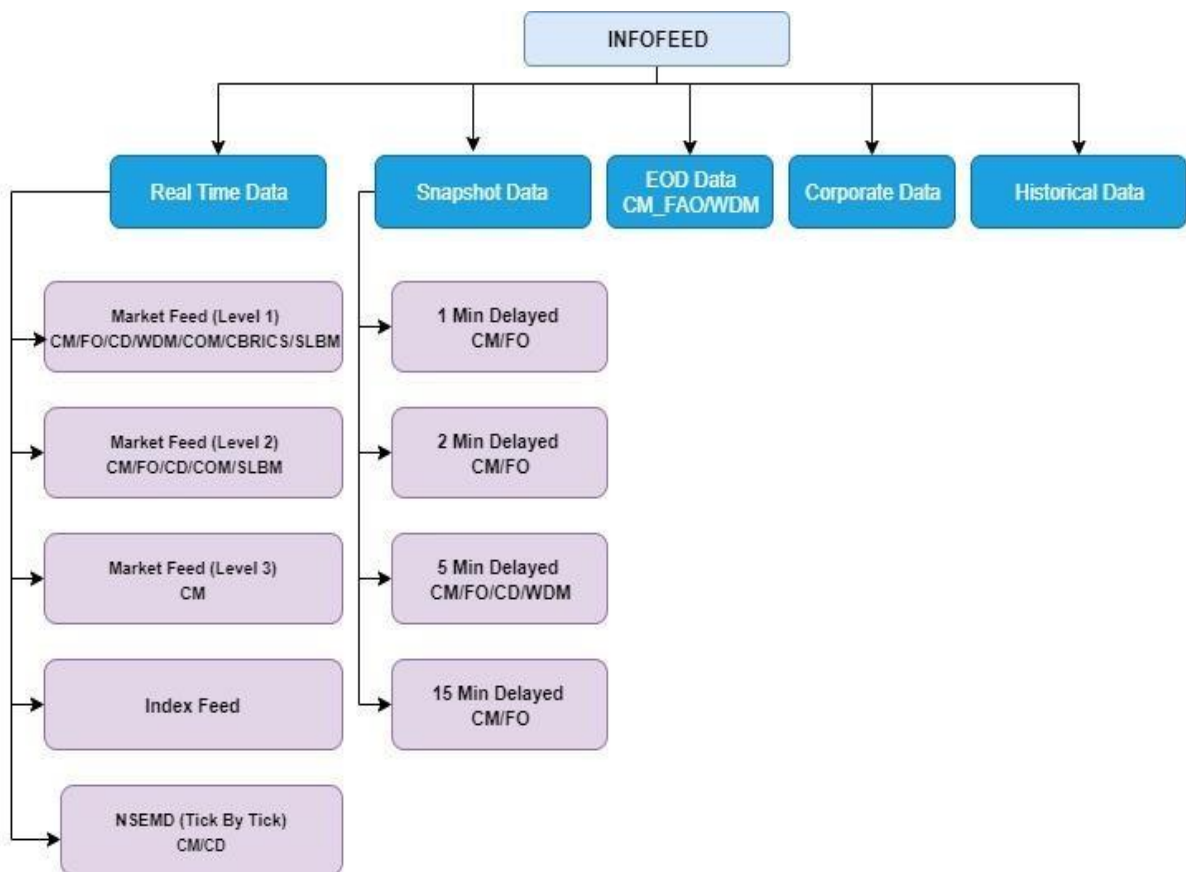 INFOFEED
Real Time Data
Snapshot Data
EOD Data
CM_FAO/WDM
Corporate Data
Historical Data
Market Feed (Level 1)
CM/FO/CD/WDM/COM/CBRICS/SLBM
Market Feed (Level 2)
CM/FO/CD/COM/SLBM
Market Feed (Level 3)
CM
Index Feed
NSEMD (Tick By Tick)
CM/CD
1 Min Delayed
CM/FO
2 Min Delayed
CM/FO
5 Min Delayed
CM/FO/CD/WDM
15 Min Delayed
CM/FO